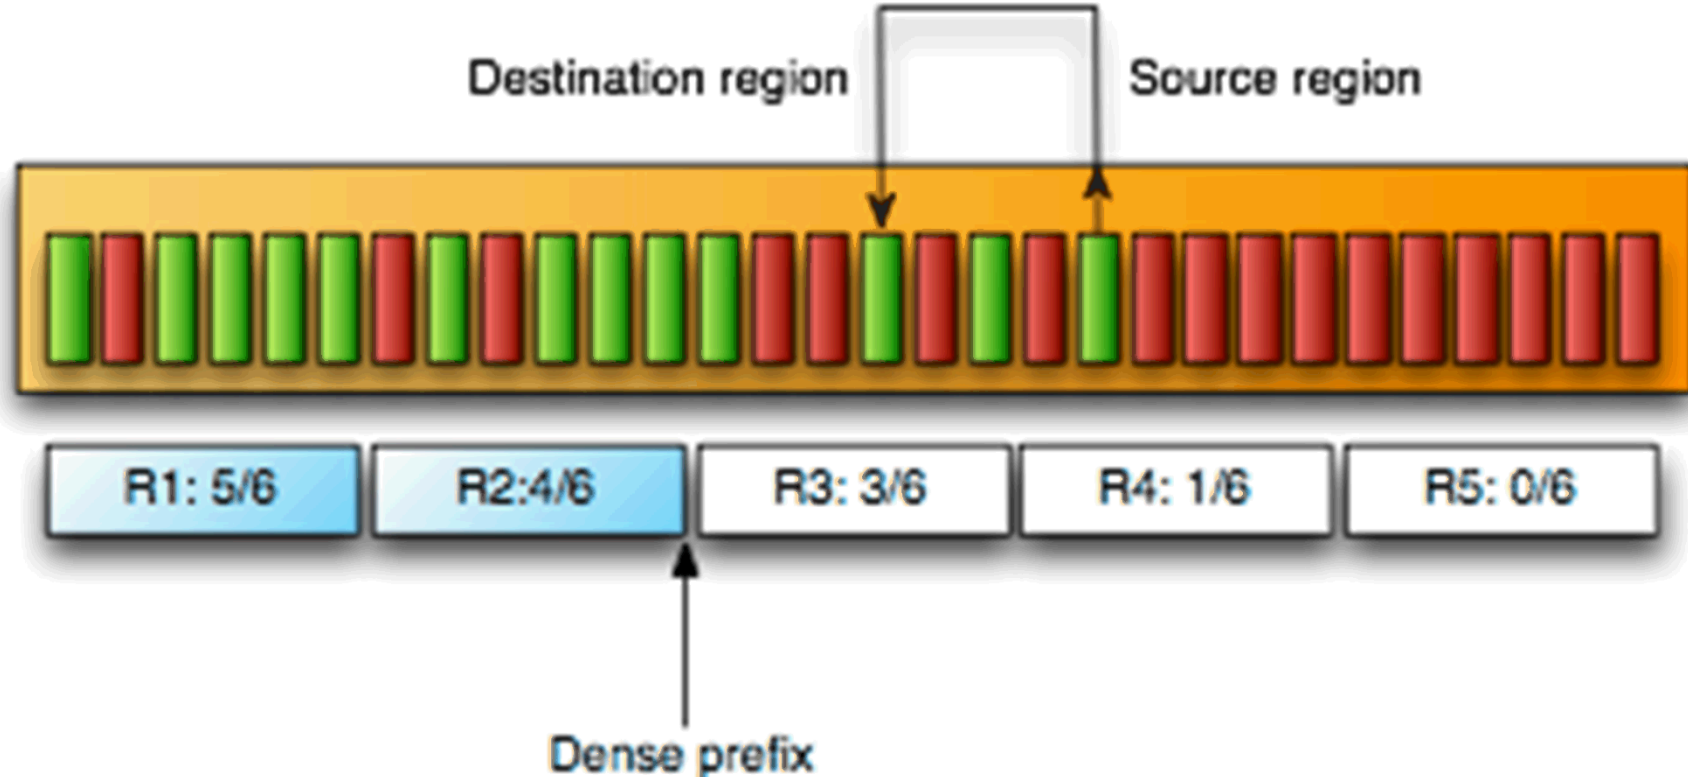 Destination region
Source region
R1: 5/6
R2:4/6
R3: 3/6
R4: 1/6
R5: 0/6
Dense prefix